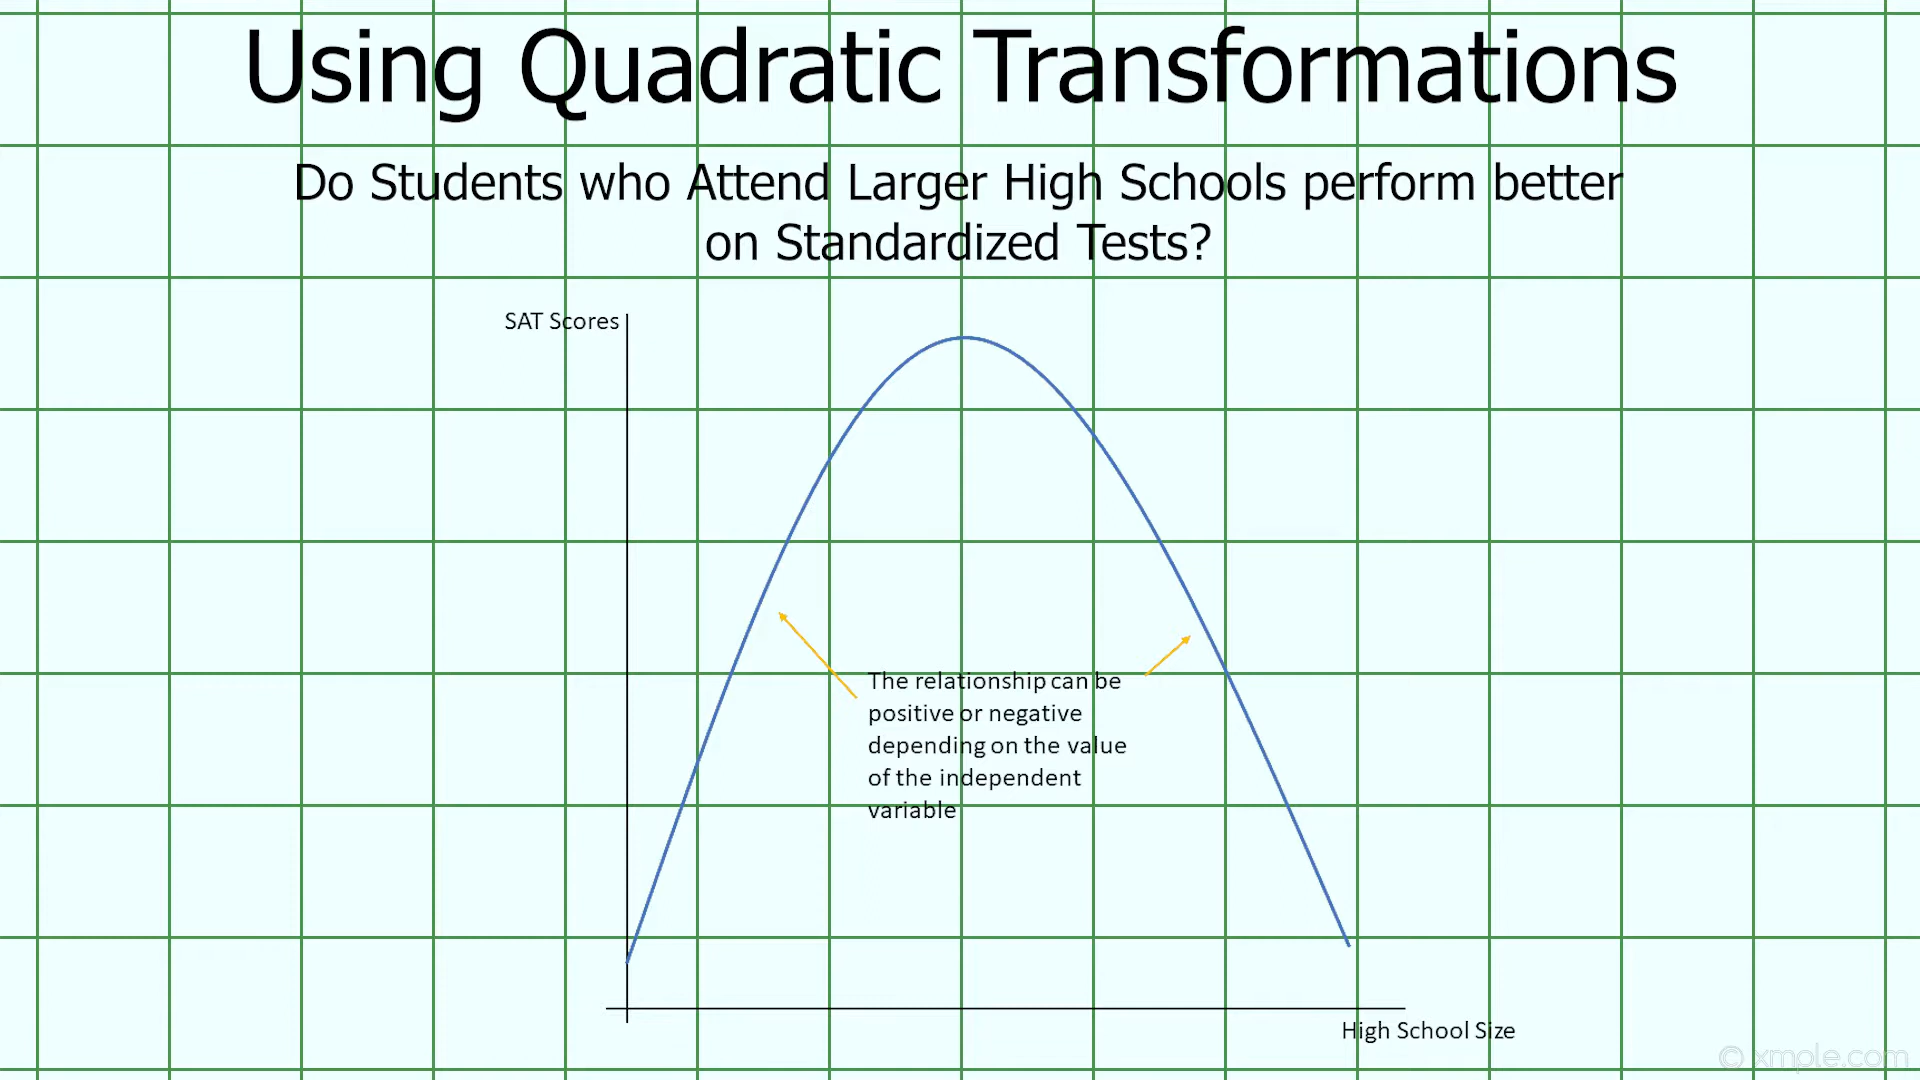 Using Quadratic Transformations
Do Students who Attend Larger High Schools perform better
on Standardized Tests?
SAT Scores
The relationship can be
positive or negative
depending on the value
of the independent
variable
High School Size
© xmple.com